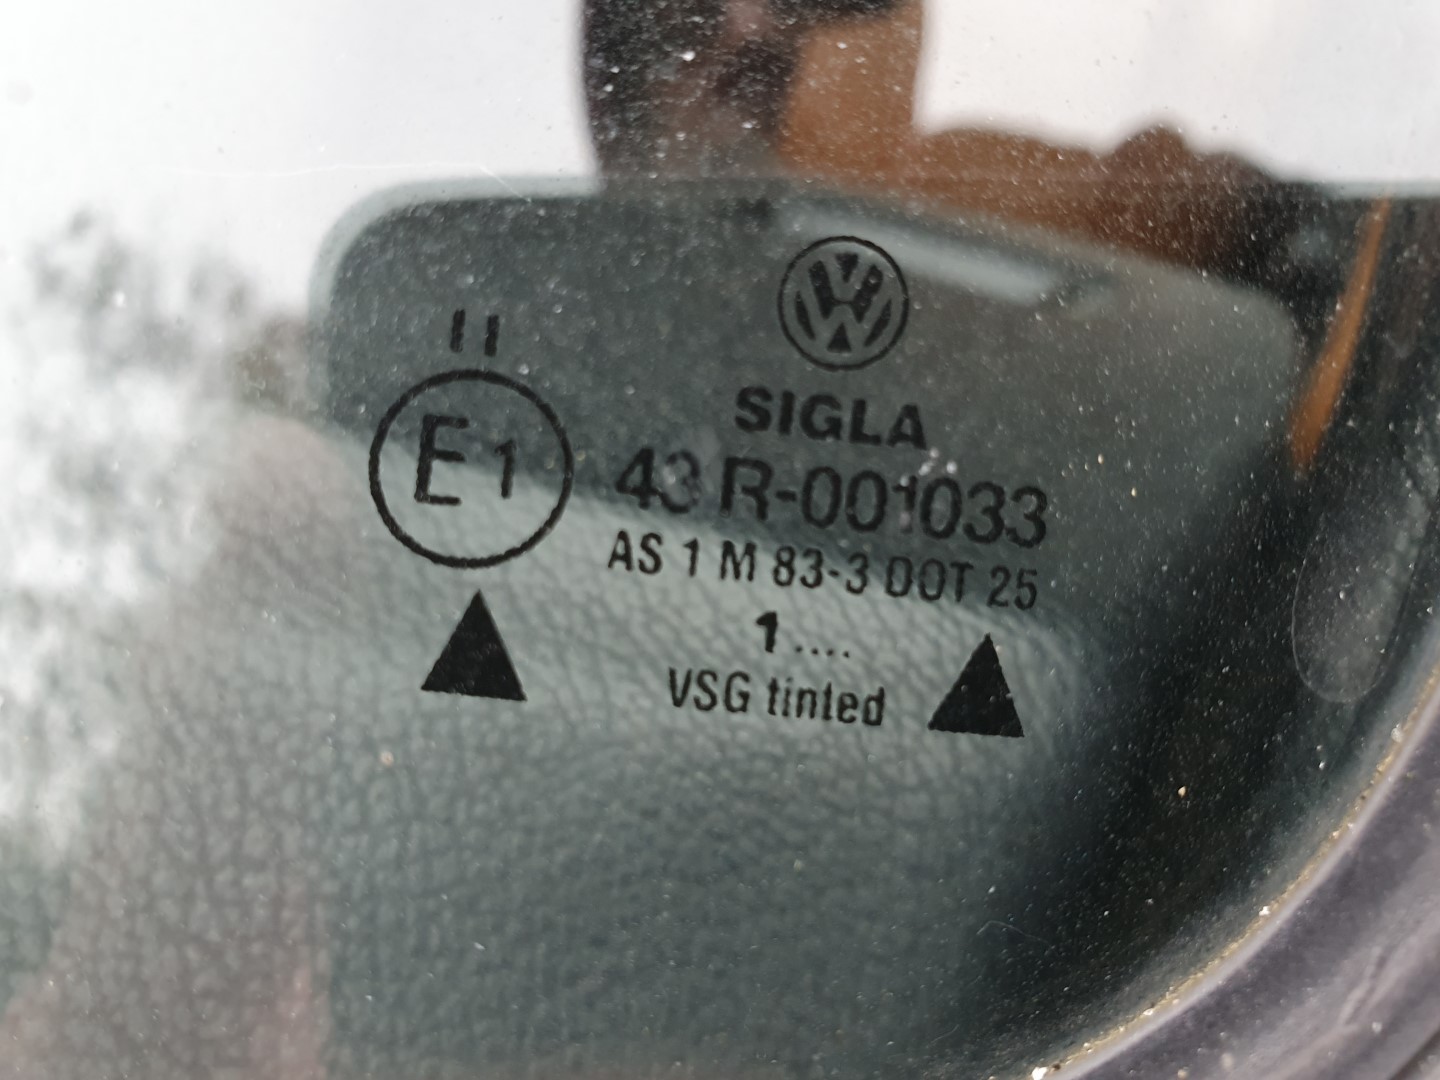 II
E1
SIGLA
43 R-001033
AS 1 M 83-3 DOT 25
1 ....
VSG tinted